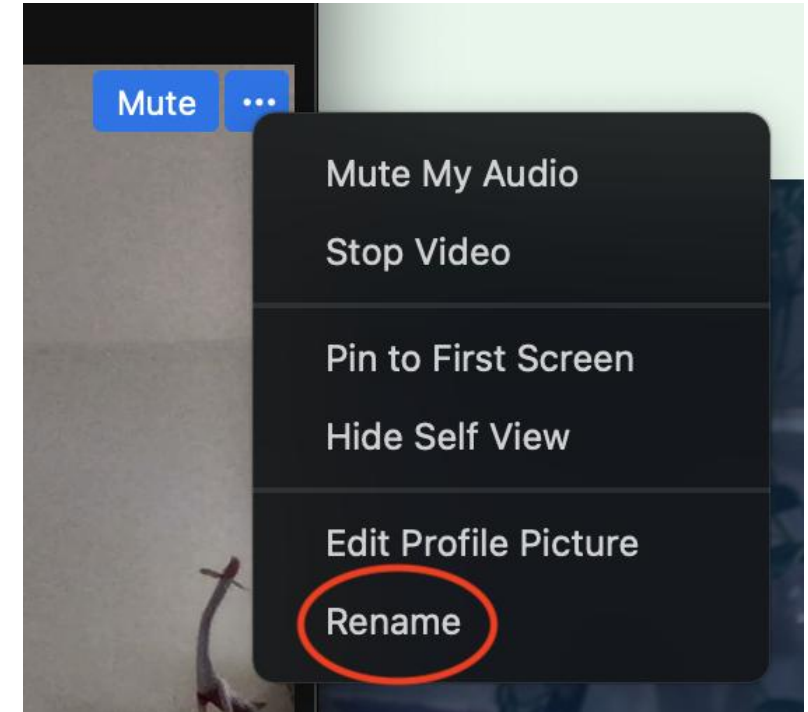 Mute ...
Mute My Audio
Stop Video
Pin to First Screen
Hide Self View
Edit Profile Picture
Rename